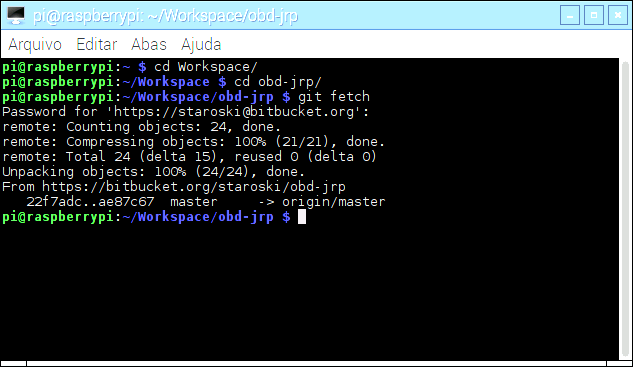 pi@raspberrypi: ~/Workspace/obd-jrp
Arquivo Editar Abas Ajuda
pi@raspberrypi:~ $ cd Workspace/
pi@raspberrypi:~/Workspace $ cd obd-jrp/
pi@raspberrypi:~/Workspace/obd-jrp $ git fetch
Password for 'https://staroski@bitbucket.org':
remote: Counting objects: 24, done.
remote: Compressing objects: 100% (21/21), done.
remote: Total 24 (delta 15), reused 0 (delta 0)
Unpacking objects: 100% (24/24), done.
From https://bitbucket.org/staroski/obd-jrp
   22f7adc..ae87c67  master     -> origin/master
pi@raspberrypi:~/Workspace/obd-jrp $